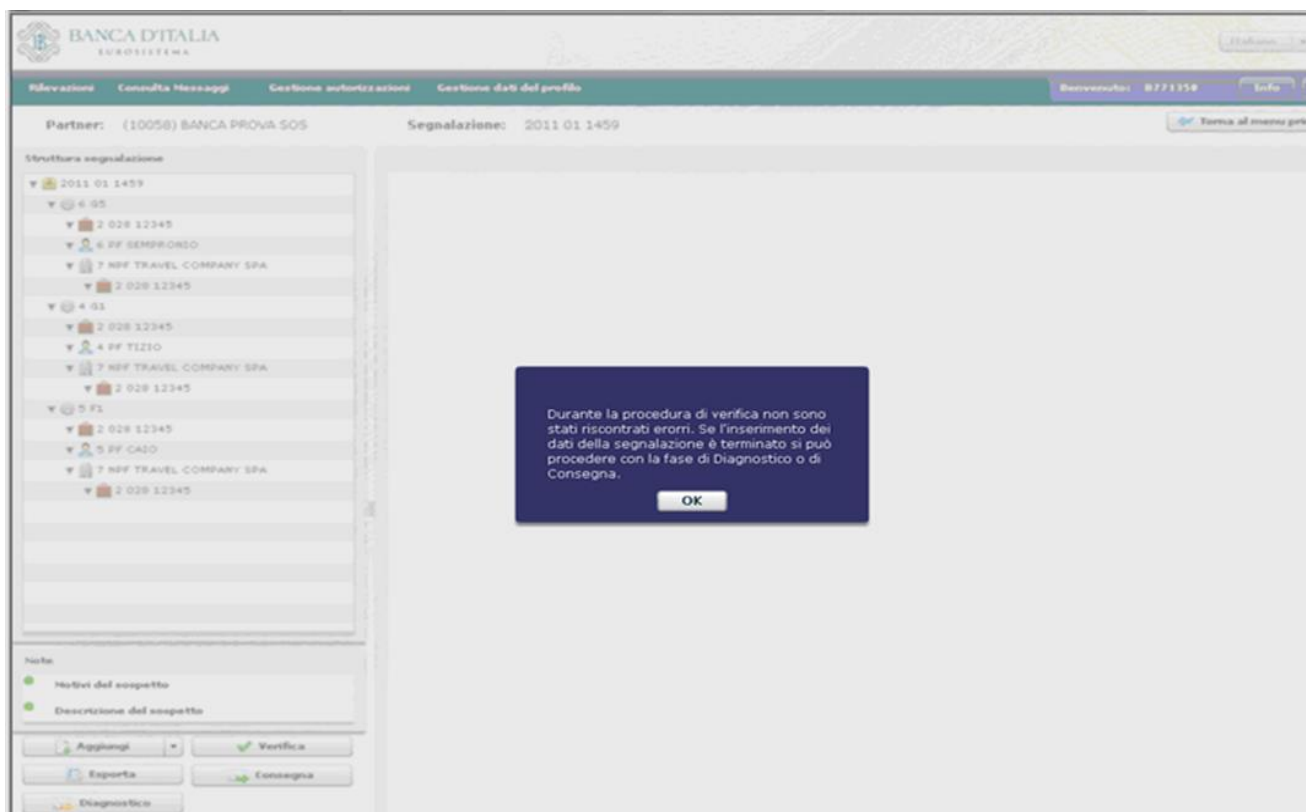 BANCA D'ITALIA
EUROSISTEMA
Italiano
Rilevazioni Consulta Messaggi Gestione autorizzazioni Gestione dati del profilo Benvenuto: B771358 Info
Partner: (10058) BANCA PROVA SOS Segnalazione: 2011 01 1459 Torna al menu prin
Struttura segnalazione
2011 01 1459
6 G5
2 028 12345
6 PF SEMPRONIO
7 NPF TRAVEL COMPANY SPA
2 028 12345
4 G1
2 028 12345
4 PF TIZIO
7 NPF TRAVEL COMPANY SPA
2 028 12345
5 F1
2 028 12345
5 PF CAIO
7 NPF TRAVEL COMPANY SPA
2 028 12345
Durante la procedura di verifica non sono
stati riscontrati erorri. Se l'inserimento dei
dati della segnalazione è terminato si può
procedere con la fase di Diagnostico o di
Consegna.
OK
Note
Motivi del sospetto
Descrizione del sospetto
Aggiungi Verifica
Esporta Consegna
Diagnostico